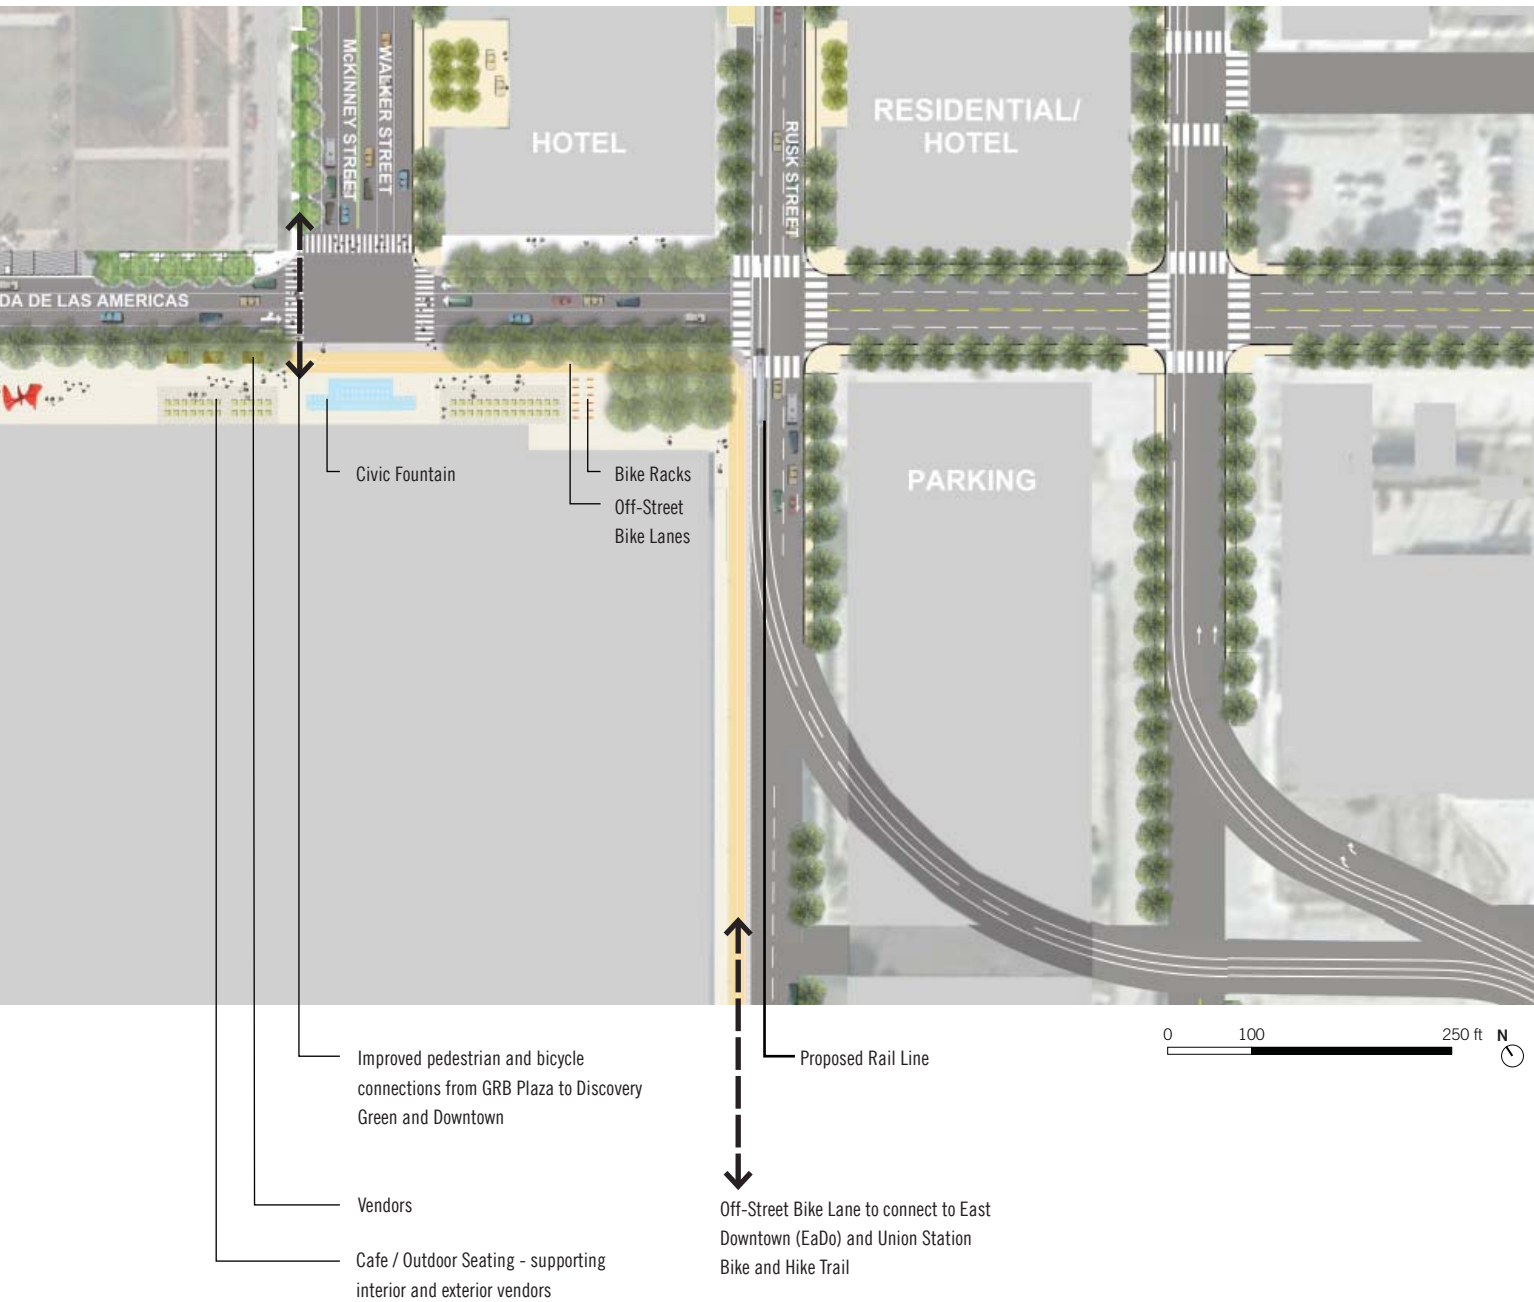 McKINNEY STREET
WALKER STREET
HOTEL
RUSK STREET
RESIDENTIAL/
HOTEL
DA DE LAS AMERICAS
Civic Fountain
Bike Racks
Off-Street
Bike Lanes
PARKING
0 100 250 ft N
Improved pedestrian and bicycle
connections from GRB Plaza to Discovery
Green and Downtown
Proposed Rail Line
Vendors
Cafe / Outdoor Seating - supporting
interior and exterior vendors
Off-Street Bike Lane to connect to East
Downtown (EaDo) and Union Station
Bike and Hike Trail